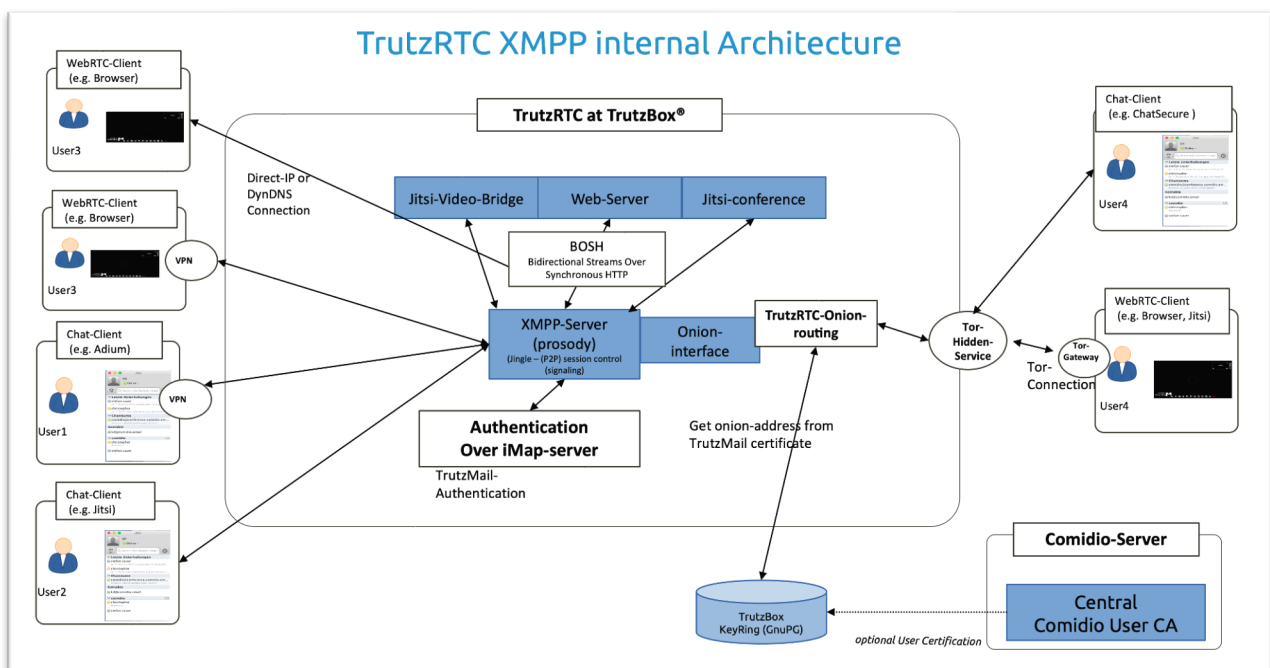 TrutzRTC XMPP internal Architecture
WebRTC-Client
(e.g. Browser)
User3
WebRTC-Client
(e.g. Browser)
VPN
User3
Chat-Client
(e.g. Adium)
VPN
User1
Chat-Client
(e.g. Jitsi)
User2
TrutzRTC at TrutzBox®
Direct-IP or
DynDNS
Connection
Jitsi-Video-Bridge
Web-Server
Jitsi-conference
BOSH
Bidirectional Streams Over
Synchronous HTTP
XMPP-Server
(prosody)
(Jingle – (P2P) session control
(signaling)
Onion-
interface
TrutzRTC-Onion-
routing
Authentication
Over iMap-server
TrutzMail-
Authentication
Get onion-address from
TrutzMail certificate
Tor-
Hidden-
Service
Tor-
Gateway
Tor-
Connection
Chat-Client
(e.g. ChatSecure )
User4
WebRTC-Client
(e.g. Browser, Jitsi)
User4
TrutzBox
KeyRing (GnuPG)
optional User Certification
Comidio-Server
Central
Comidio User CA